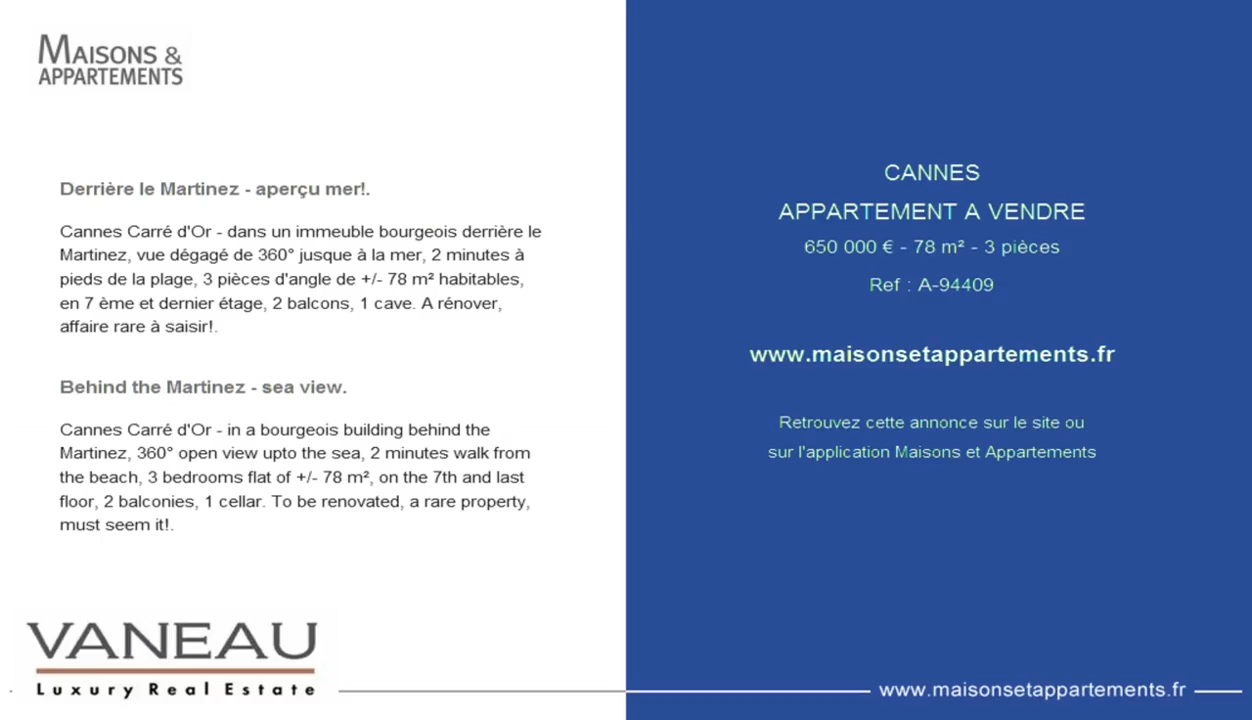 MAISONS &
APPARTEMENTS
Derrière le Martinez - aperçu mer!.
Cannes Carré d'Or - dans un immeuble bourgeois derrière le
Martinez, vue dégagé de 360° jusque à la mer, 2 minutes à
pieds de la plage, 3 pièces d'angle de +/- 78 m² habitables,
en 7 ème et dernier étage, 2 balcons, 1 cave. A rénover,
affaire rare à saisir!.
Behind the Martinez - sea view.
Cannes Carré d'Or - in a bourgeois building behind the
Martinez, 360° open view upto the sea, 2 minutes walk from
the beach, 3 bedrooms flat of +/- 78 m², on the 7th and last
floor, 2 balconies, 1 cellar. To be renovated, a rare property,
must seem it!.
VANEAU
Luxury Real Estate
CANNES
APPARTEMENT A VENDRE
650 000 € - 78 m² - 3 pièces
Ref : A-94409
www.maisonsetappartements.fr
Retrouvez cette annonce sur le site ou
sur l'application Maisons et Appartements
www.maisonsetappartements.fr